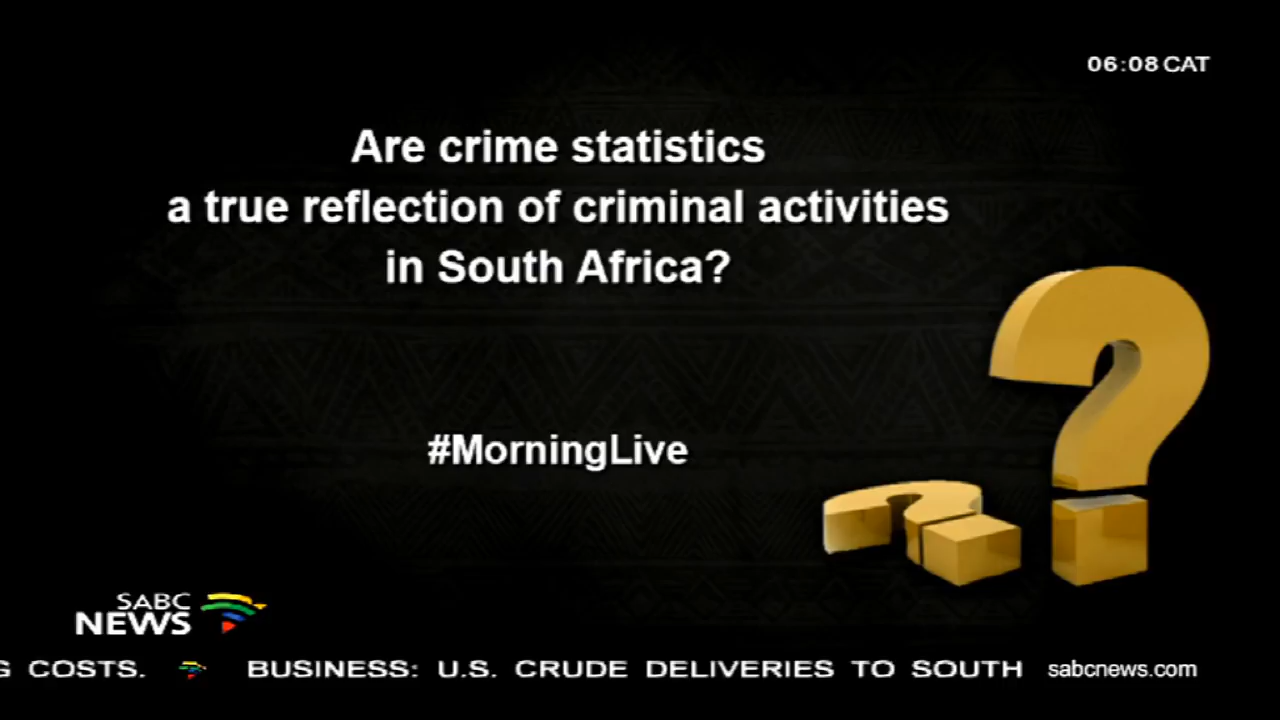 06:08 CAT
Are crime statistics
a true reflection of criminal activities
in South Africa?
#MorningLive
SABC
NEWS
COSTS. BUSINESS: U.S. CRUDE DELIVERIES TO SOUTH sabcnews.com